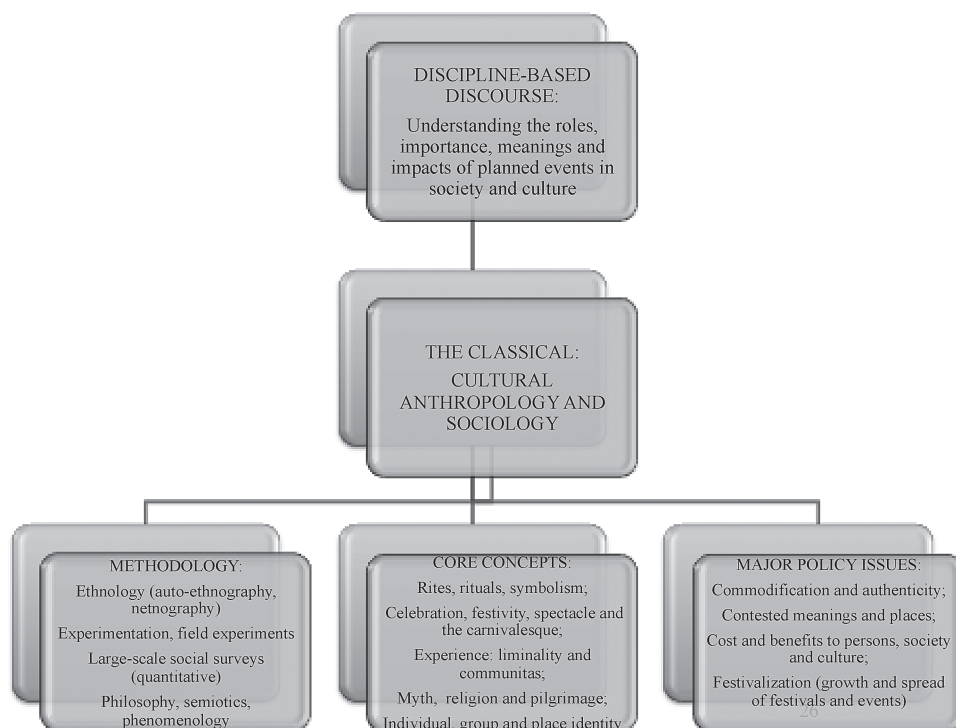 DISCIPLINE-BASED
DISCOURSE:
Understanding the roles,
importance, meanings and
impacts of planned events in
society and culture
THE CLASSICAL:
CULTURAL
ANTHROPOLOGY AND
SOCIOLOGY
METHODOLOGY:
Ethnology (auto-ethnography,
netnography)
Experimentation, field experiments
Large-scale social surveys
(quantitative)
Philosophy, semiotics,
phenomenology
CORE CONCEPTS:
Rites, rituals, symbolism;
Celebration, festivity, spectacle and
the carnivalesque;
Experience: liminality and
communitas;
Myth, religion and pilgrimage;
Individual, group and place identity
MAJOR POLICY ISSUES:
Commodification and authenticity;
Contested meanings and places;
Cost and benefits to persons, society
and culture;
Festivalization (growth and spread
of festivals and events)
26